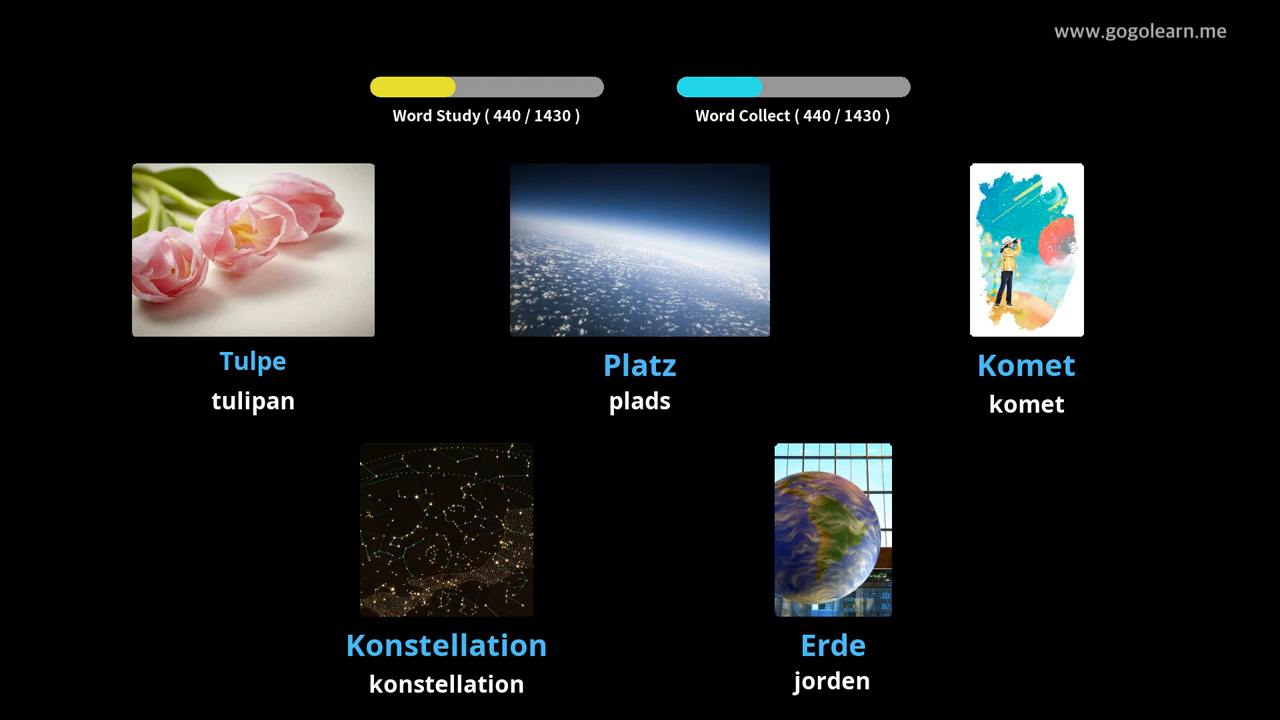 www.gogolearn.me
Word Study ( 440 / 1430 )
Word Collect ( 440 / 1430 )
Tulpe
tulipan
Platz
plads
Komet
komet
Konstellation
konstellation
Erde
jorden